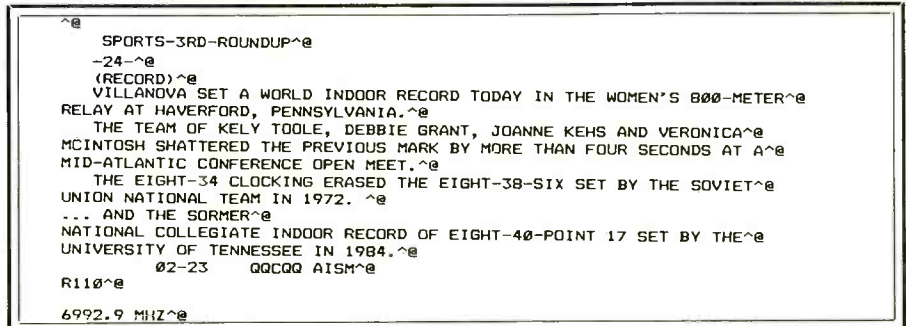 ^@
SPORTS-3RD-ROUNDUP^@
-24-^@
(RECORD)^@
VILLANOVA SET A WORLD INDOOR RECORD TODAY IN THE WOMEN'S 800-METER^@
RELAY AT HAVERFORD, PENNSYLVANIA.^@
THE TEAM OF KELY TOOLE, DEBBIE GRANT, JOANNE KEHS AND VERONICA^@
MCINTOSH SHATTERED THE PREVIOUS MARK BY MORE THAN FOUR SECONDS AT A^@
MID-ATLANTIC CONFERENCE OPEN MEET.^@
THE EIGHT-34 CLOCKING ERASED THE EIGHT-38-SIX SET BY THE SOVIET^@
UNION NATIONAL TEAM IN 1972. ^@
... AND THE SORMER^@
NATIONAL COLLEGIATE INDOOR RECORD OF EIGHT-40-POINT 17 SET BY THE^@
UNIVERSITY OF TENNESSEE IN 1984.^@
02-23 QQCQQ AISM^@
R110^@
6992.9 MHZ^@